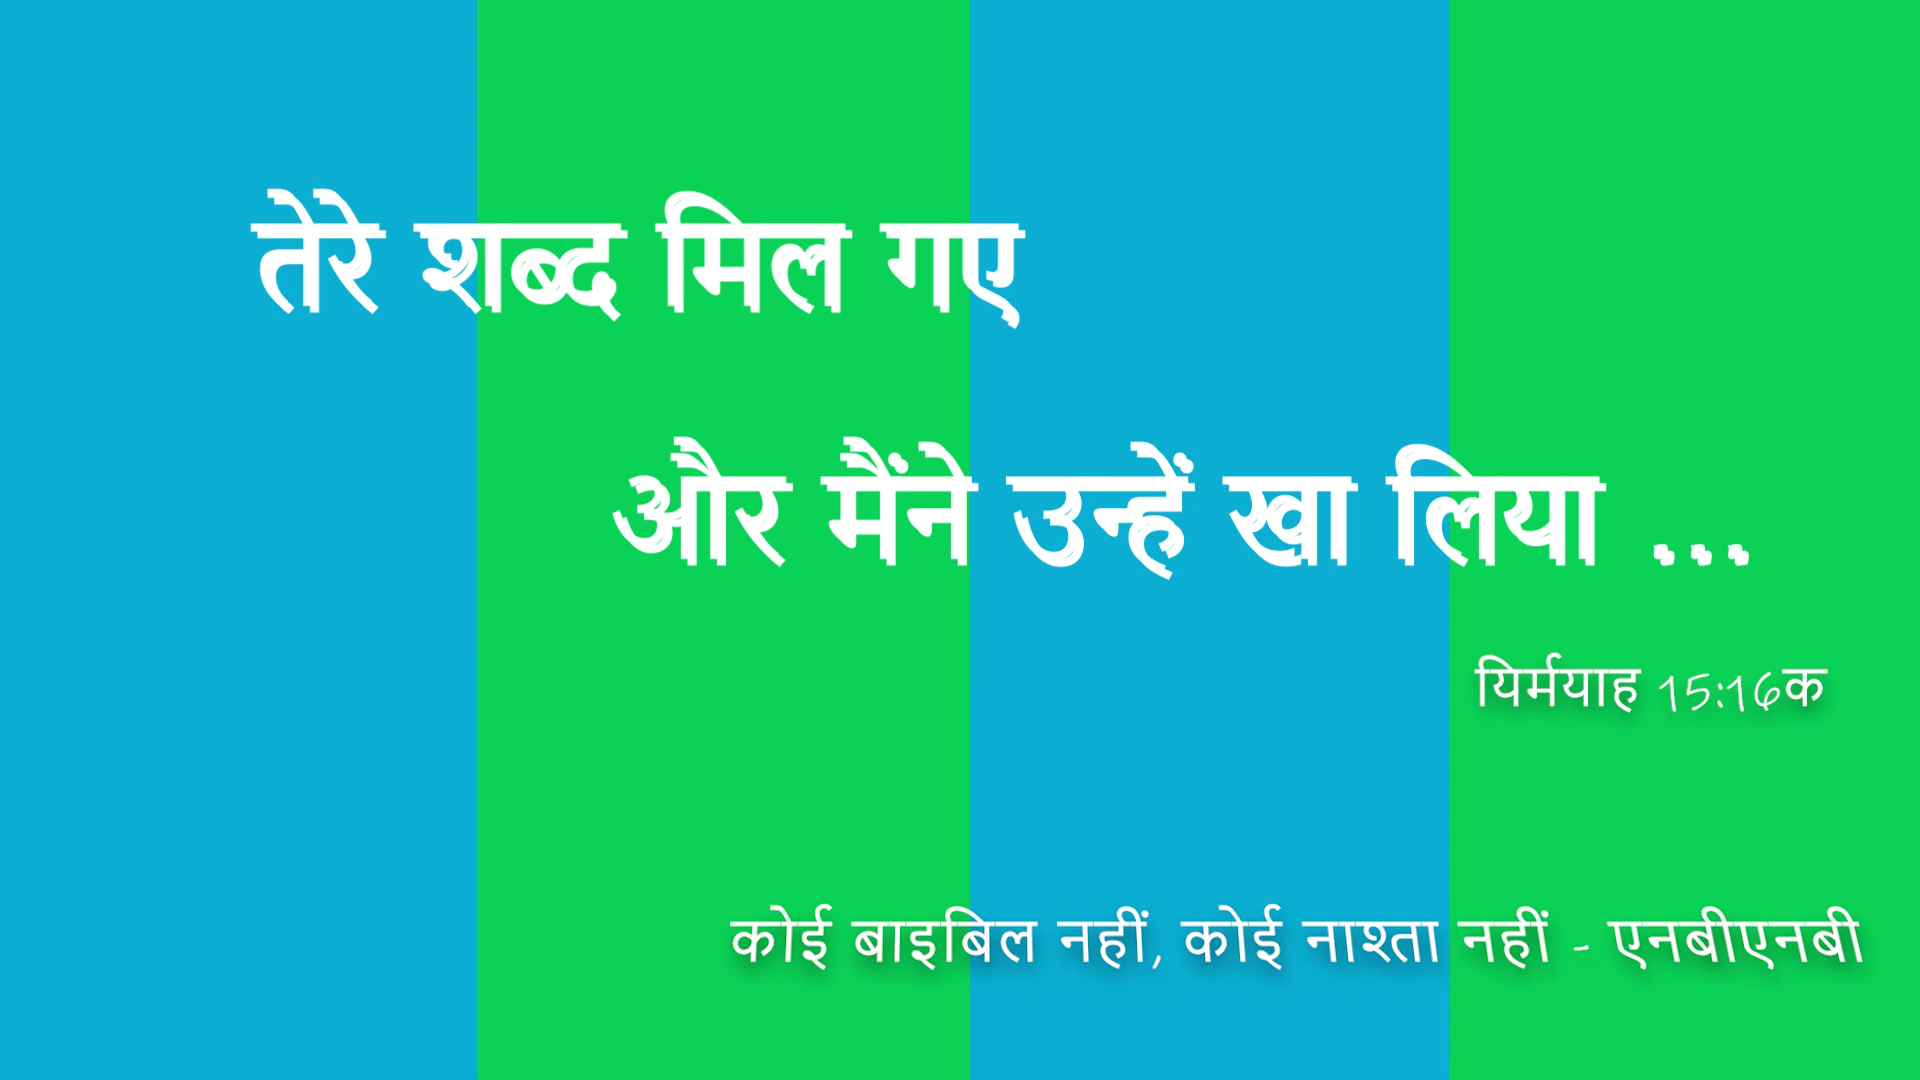 तेरे शब्द मिल गए
और मैंने उन्हें खा लिया ...
यिर्मयाह 15:16क
कोई बाइबिल नहीं, कोई नाश्ता नहीं - एनबीएनबी